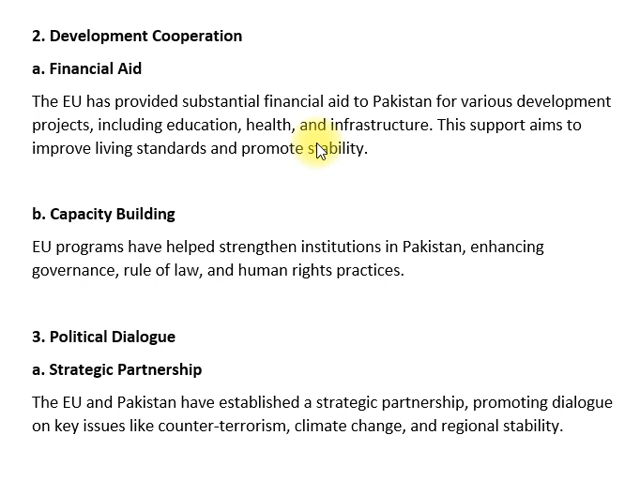 2. Development Cooperation
a. Financial Aid
The EU has provided substantial financial aid to Pakistan for various development
projects, including education, health, and infrastructure. This support aims to
improve living standards and promote stability.
b. Capacity Building
EU programs have helped strengthen institutions in Pakistan, enhancing
governance, rule of law, and human rights practices.
3. Political Dialogue
a. Strategic Partnership
The EU and Pakistan have established a strategic partnership, promoting dialogue
on key issues like counter-terrorism, climate change, and regional stability.